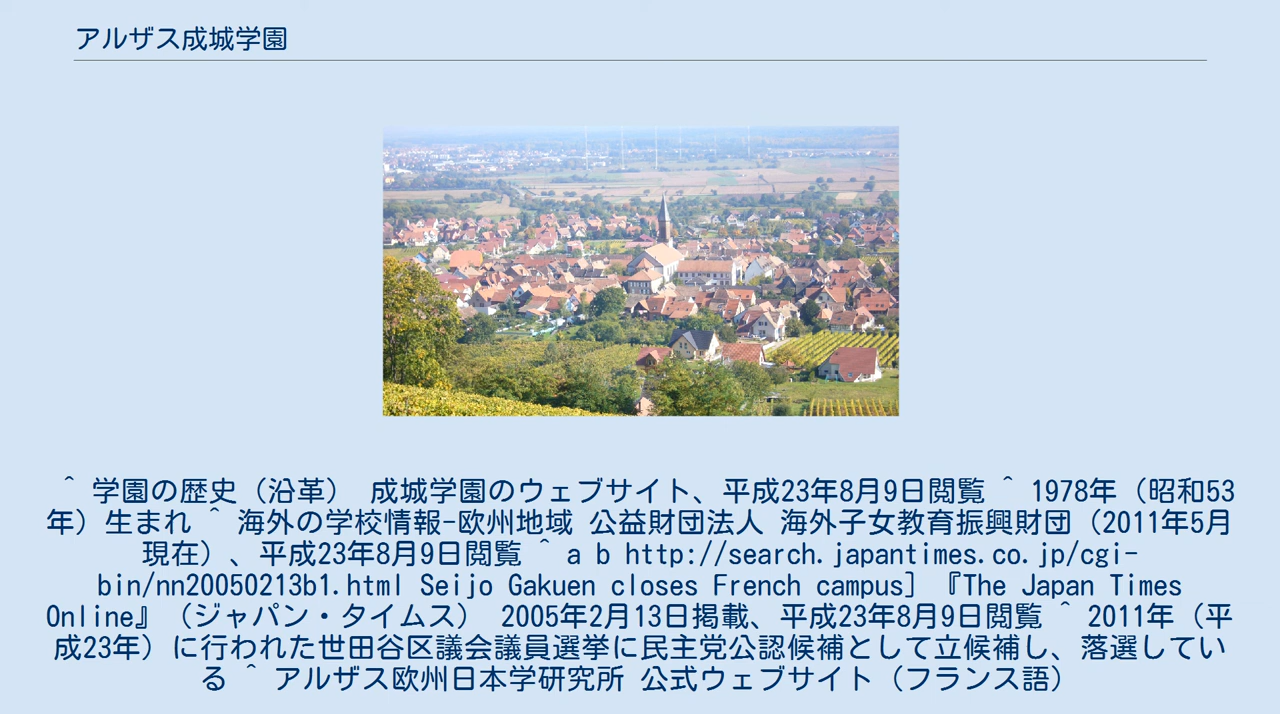 アルザス成城学園
^ 学園の歴史（沿革） 成城学園のウェブサイト、平成23年8月9日閲覧 ^ 1978年（昭和53
年）生まれ ^ 海外の学校情報-欧州地域 公益財団法人 海外子女教育振興財団（2011年5月
現在）、平成23年8月9日閲覧 ^ a b http://search.japantimes.co.jp/cgi-
bin/nn20050213b1.html Seijo Gakuen closes French campus］『The Japan Times
Online』（ジャパン・タイムス） 2005年2月13日掲載、平成23年8月9日閲覧 ^ 2011年（平
成23年）に行われた世田谷区議会議員選挙に民主党公認候補として立候補し、落選してい
る ^ アルザス欧州日本学研究所 公式ウェブサイト（フランス語）